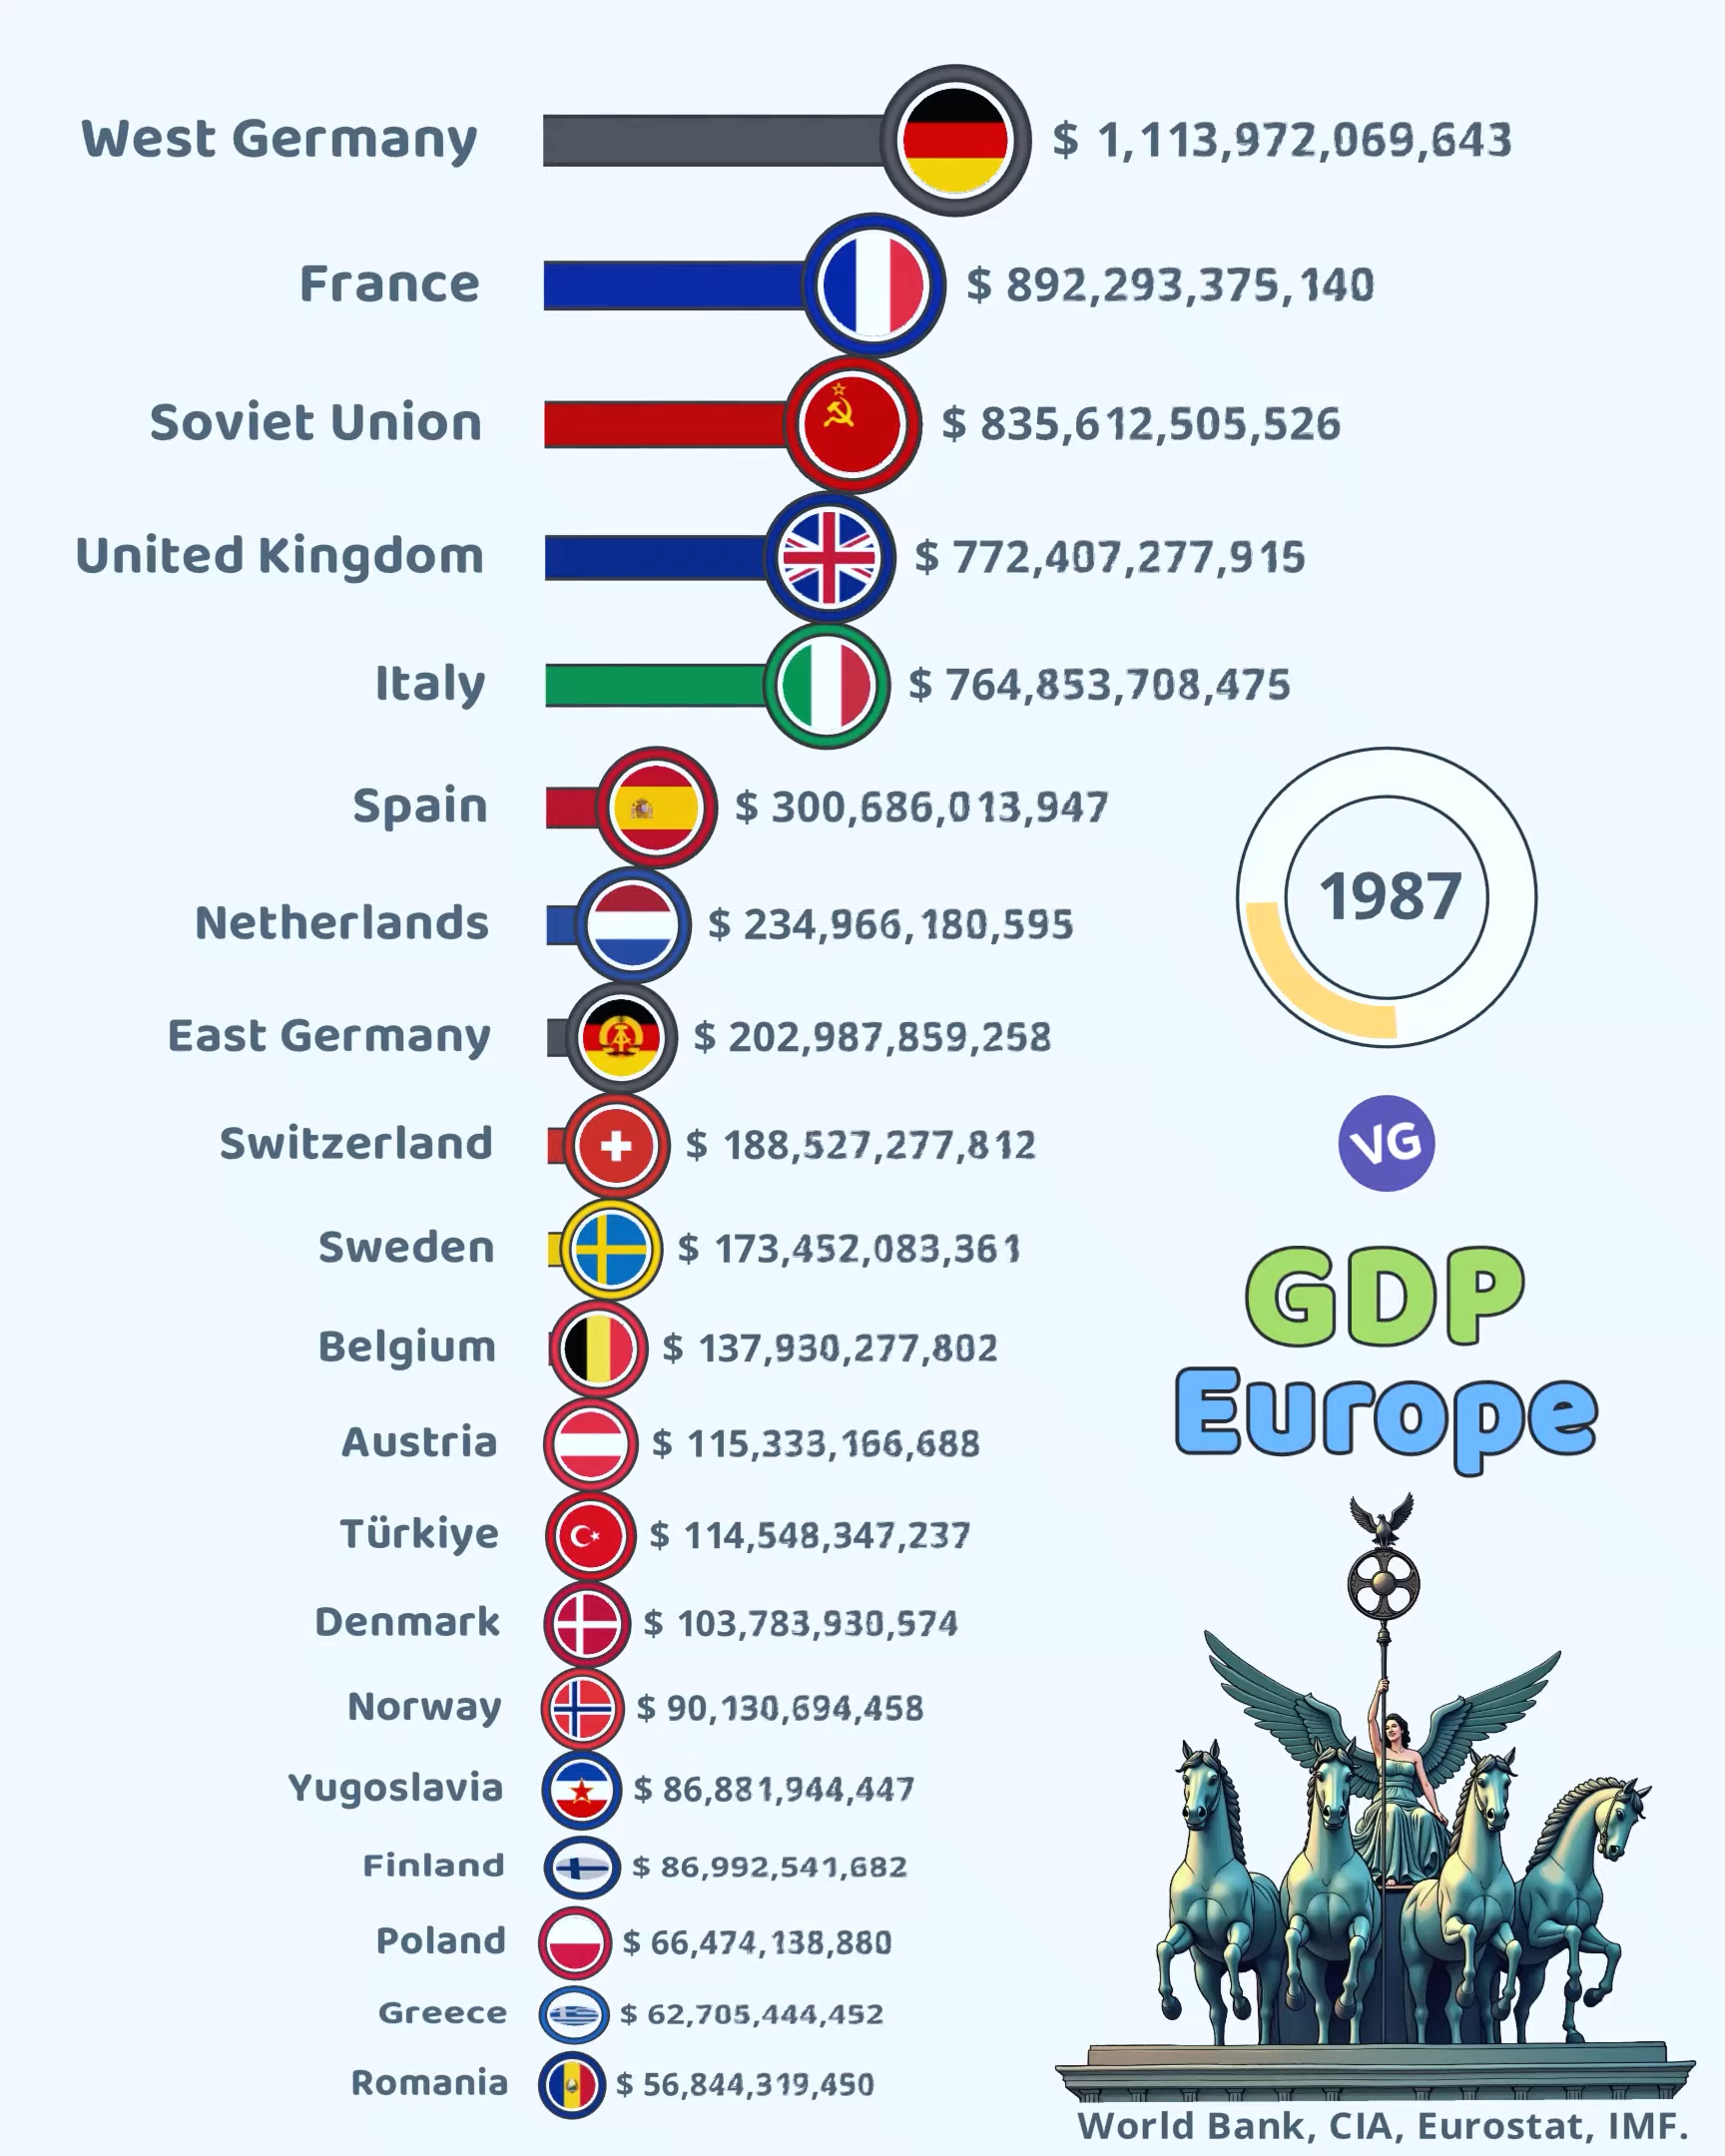 West Germany $ 1,113,972,069,643
France $ 892,293,375,140
Soviet Union $ 835,612,505,526
United Kingdom $ 772,407,277,915
Italy $ 764,853,708,475
Spain $ 300,686,013,947
Netherlands $ 234,966,180,595
East Germany $ 202,987,859,258
Switzerland $ 188,527,277,812
Sweden $ 173,452,083,361
Belgium $ 137,930,277,802
Austria $ 115,333,166,688
Türkiye $ 114,548,347,237
Denmark $ 103,783,930,574
Norway $ 90,130,694,458
Yugoslavia $ 86,881,944,447
Finland $ 86,992,541,682
Poland $ 66,474,138,880
Greece $ 62,705,444,452
Romania $ 56,844,319,450
1987
VG
GDP
Europe
World Bank, CIA, Eurostat, IMF.